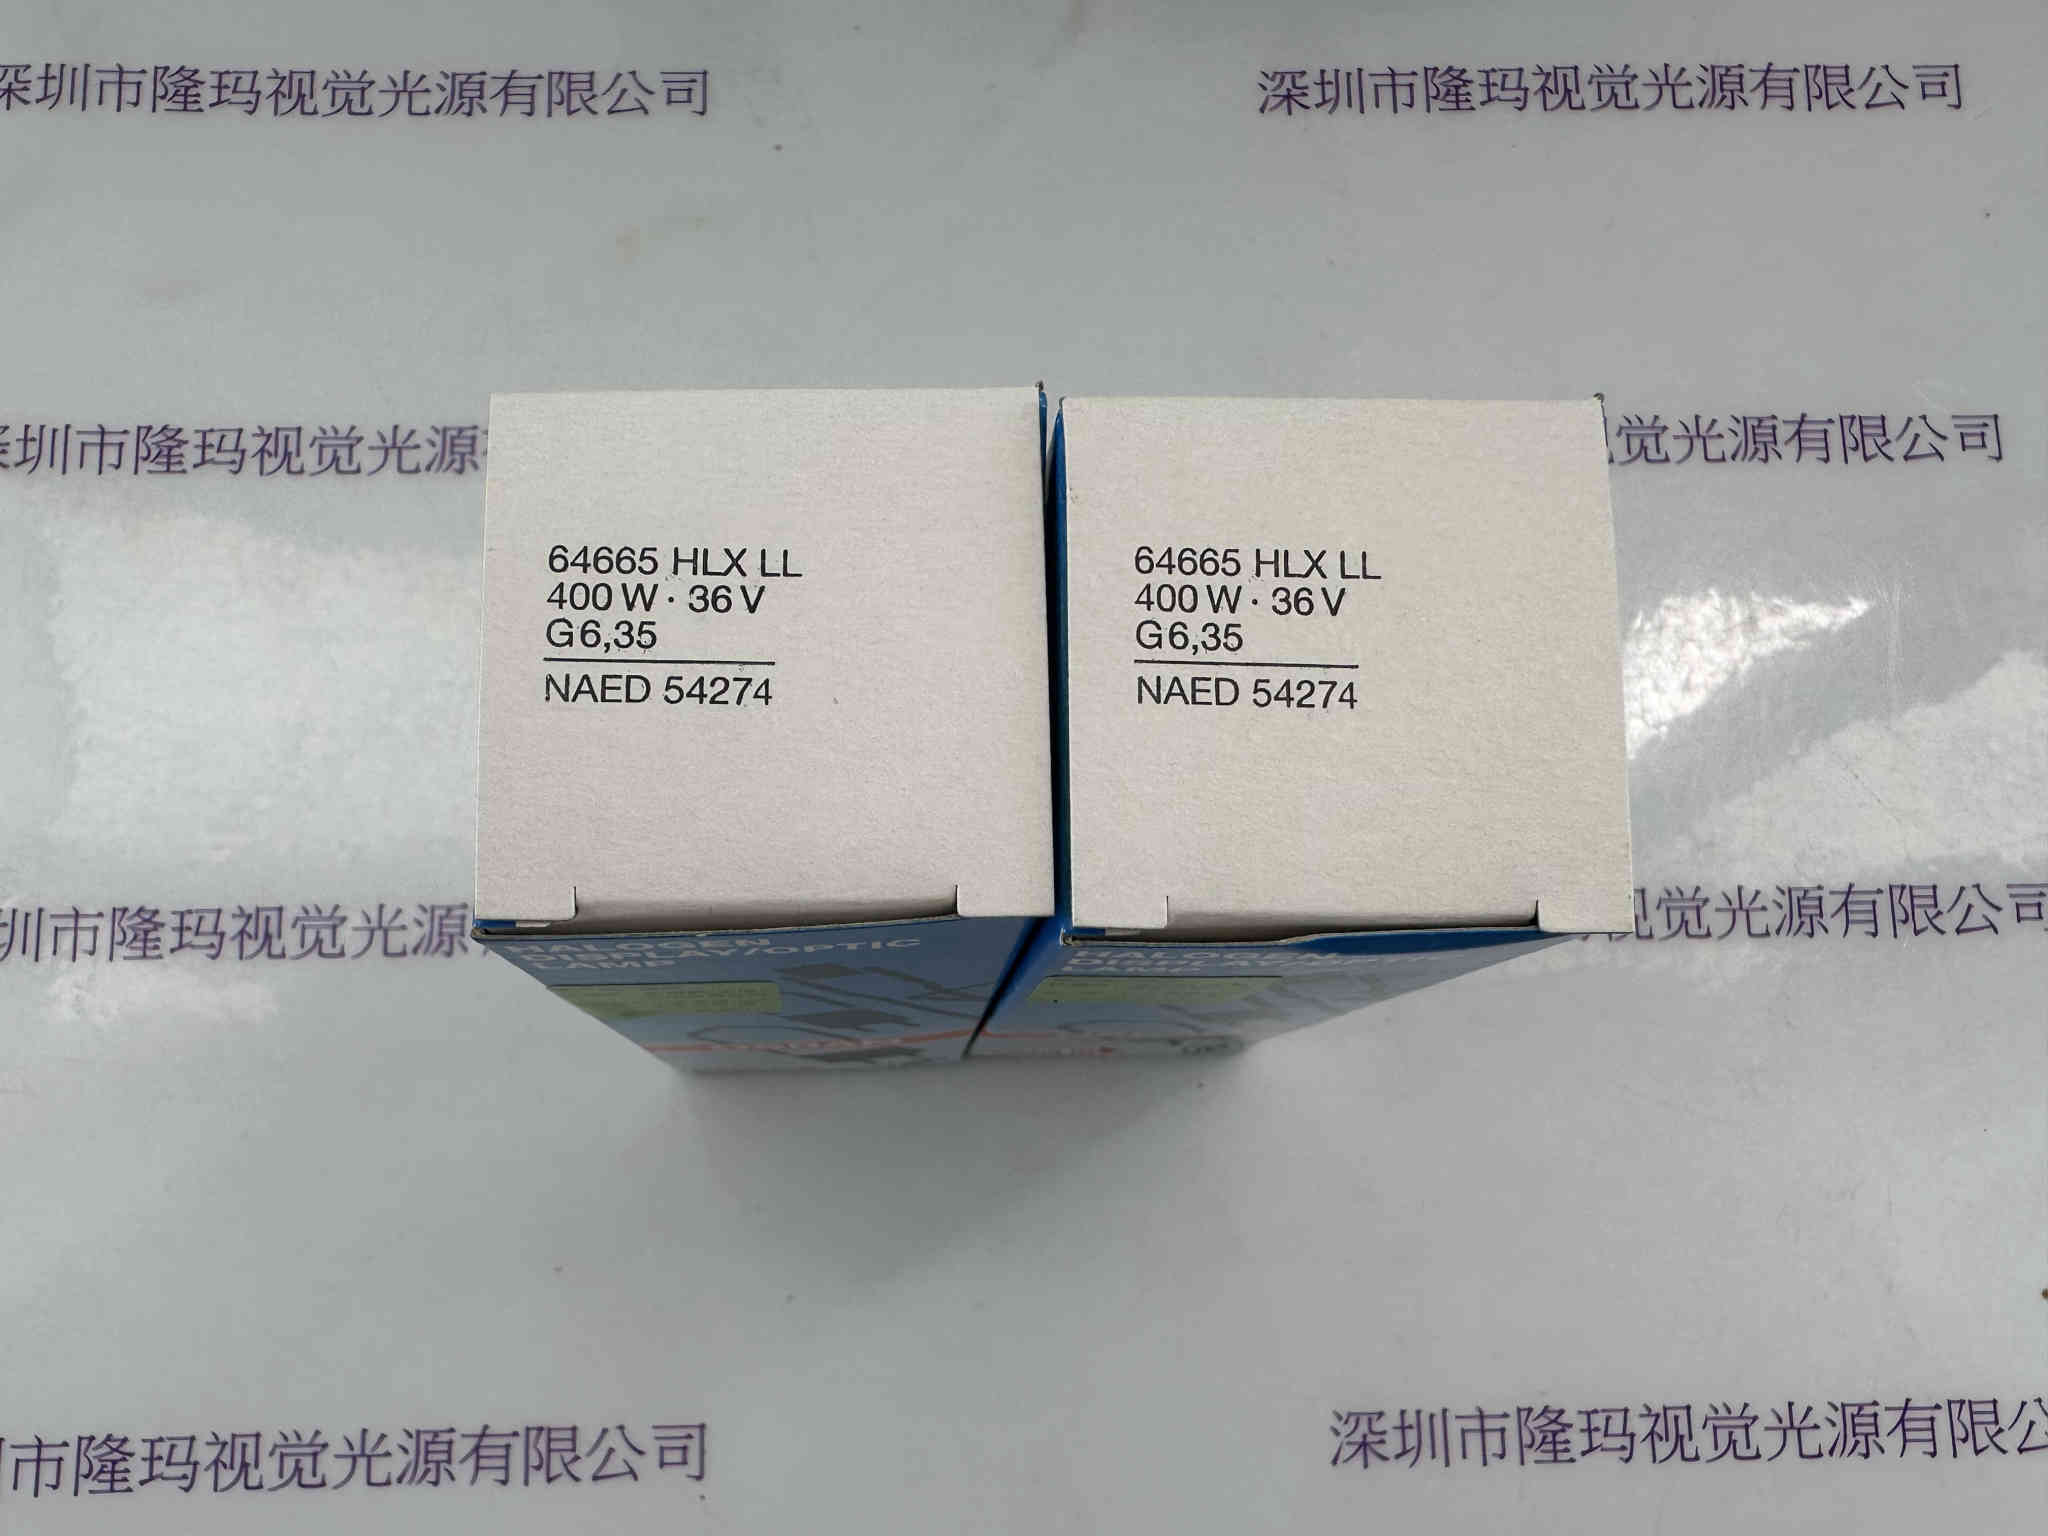 深圳市隆玛视觉光源有限公司
深圳市隆玛视觉光源有限公司
深圳市隆玛视觉光源
觉光源有限公司
64665 HLX LL
400 W · 36 V
G6,35
NAED 54274
64665 HLX LL
400 W · 36 V
G6,35
NAED 54274
圳市隆玛视觉光源
视觉光源有限公司
HALOGEN
DISPLAY/OPTIC
LAMP
HALOGEN
LAMP
市隆玛视觉光源有限公司
深圳市隆玛视觉光源有限公